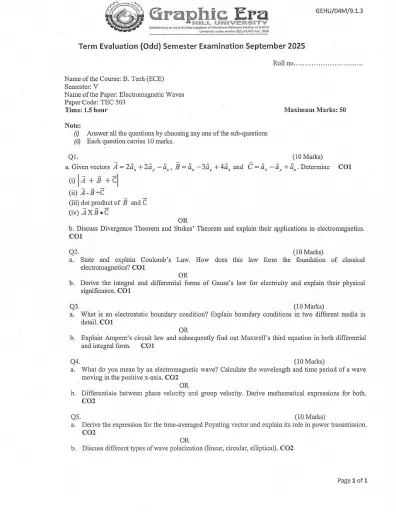 GEHU/04M/9.1.3
Graphic Era
HILL UNIVERSITY
Term Evaluation (Odd) Semester Examination September 2025
Roll no..............................
Name of the Course: B. Tech (ECE)
Semester: V
Name of the Paper: Electromagnetic Waves
Paper Code: TEC 503
Time: 1.5 hour Maximum Marks: 50
Note:
(i) Answer all the questions by choosing any one of the sub-questions
(ii) Each question carries 10 marks.
Q1. (10 Marks)
a. Given vectors A⃗ = 2âₓ + 2âᵧ − â_z, B⃗ = âₓ − 3âᵧ + 4â_z and C⃗ = âₓ − âᵧ + â_z. Determine CO1
(i) |A⃗ + B⃗ + C⃗|
(ii) A⃗ - B⃗ ÷ C⃗
(iii) dot product of B⃗ and C⃗
(iv) A⃗ X B⃗ • C⃗
OR
b. Discuss Divergence Theorem and Stokes' Theorem and explain their applications in electromagnetics.
CO1
Q2. (10 Marks)
a. State and explain Coulomb's Law. How does this law form the foundation of classical
electromagnetics? CO1
OR
b. Derive the integral and differential forms of Gauss's law for electricity and explain their physical
significance. CO1
Q3. (10 Marks)
a. What is an electrostatic boundary condition? Explain boundary conditions in two different media in
detail. CO1
OR
b. Explain Ampere's circuit law and subsequently find out Maxwell's third equation in both differential
and integral form. CO1
Q4. (10 Marks)
a. What do you mean by an electromagnetic wave? Calculate the wavelength and time period of a wave
moving in the positive x-axis. CO2
OR
b. Differentiate between phase velocity and group velocity. Derive mathematical expressions for both.
CO2
Q5. (10 Marks)
a. Derive the expression for the time-averaged Poynting vector and explain its role in power transmission.
CO2
OR
b. Discuss different types of wave polarization (linear, circular, elliptical). CO2
Page 1 of 1